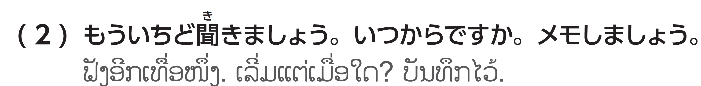 (2) もういちど聞きましょう。いつからですか。メモしましょう。
ຟັງອີກເທື່ອໜຶ່ງ. ເລີ່ມແຕ່ເມື່ອໃດ? ບັນທຶກໄວ້.